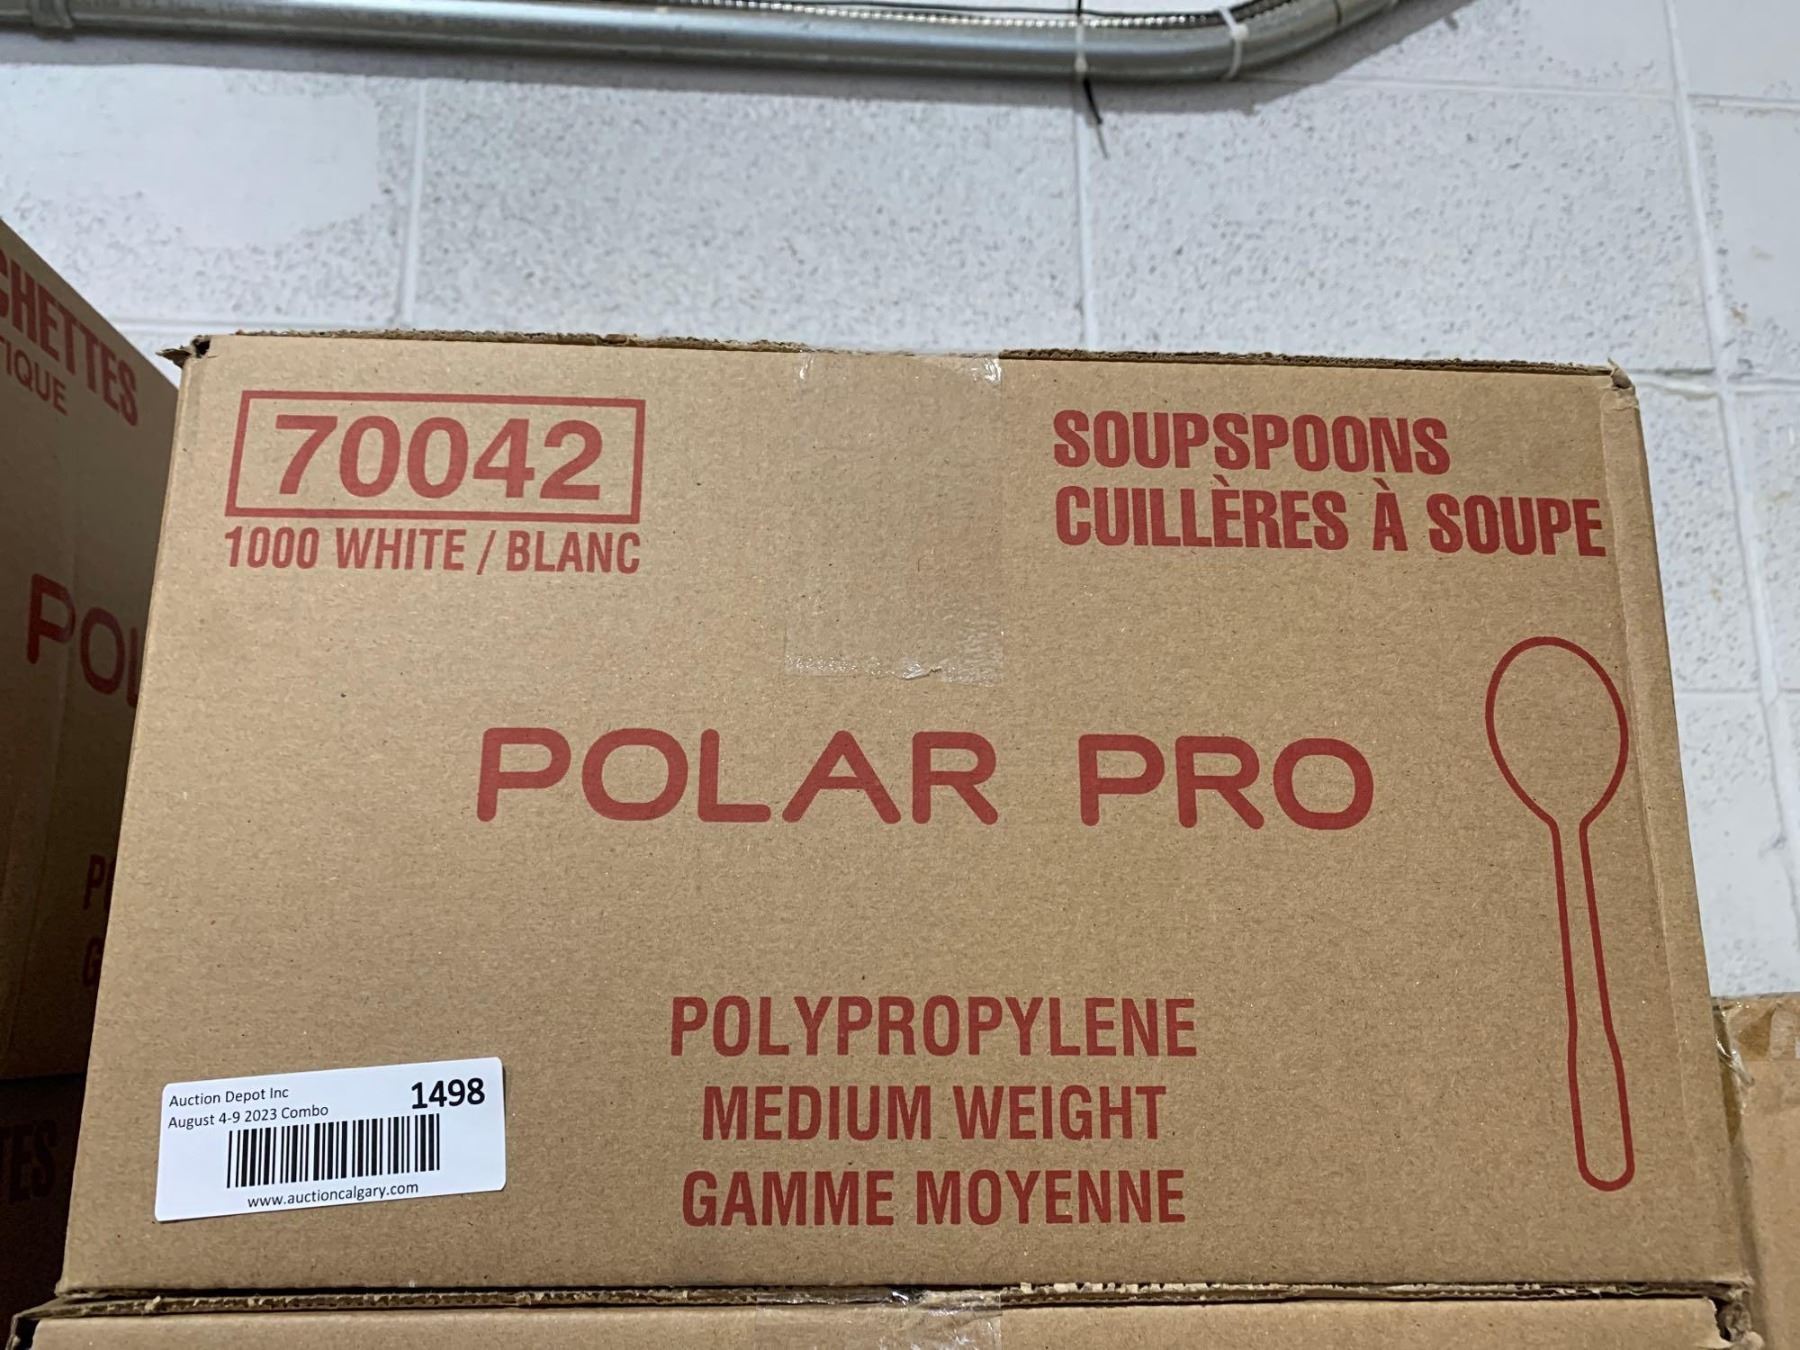 70042
1000 WHITE / BLANC
SOUPSPOONS
CUILLÈRES À SOUPE
POLAR PRO
POLYPROPYLENE
MEDIUM WEIGHT
GAMME MOYENNE
Auction Depot Inc
1498
August 4-9 2023 Combo
www.auctioncalgary.com